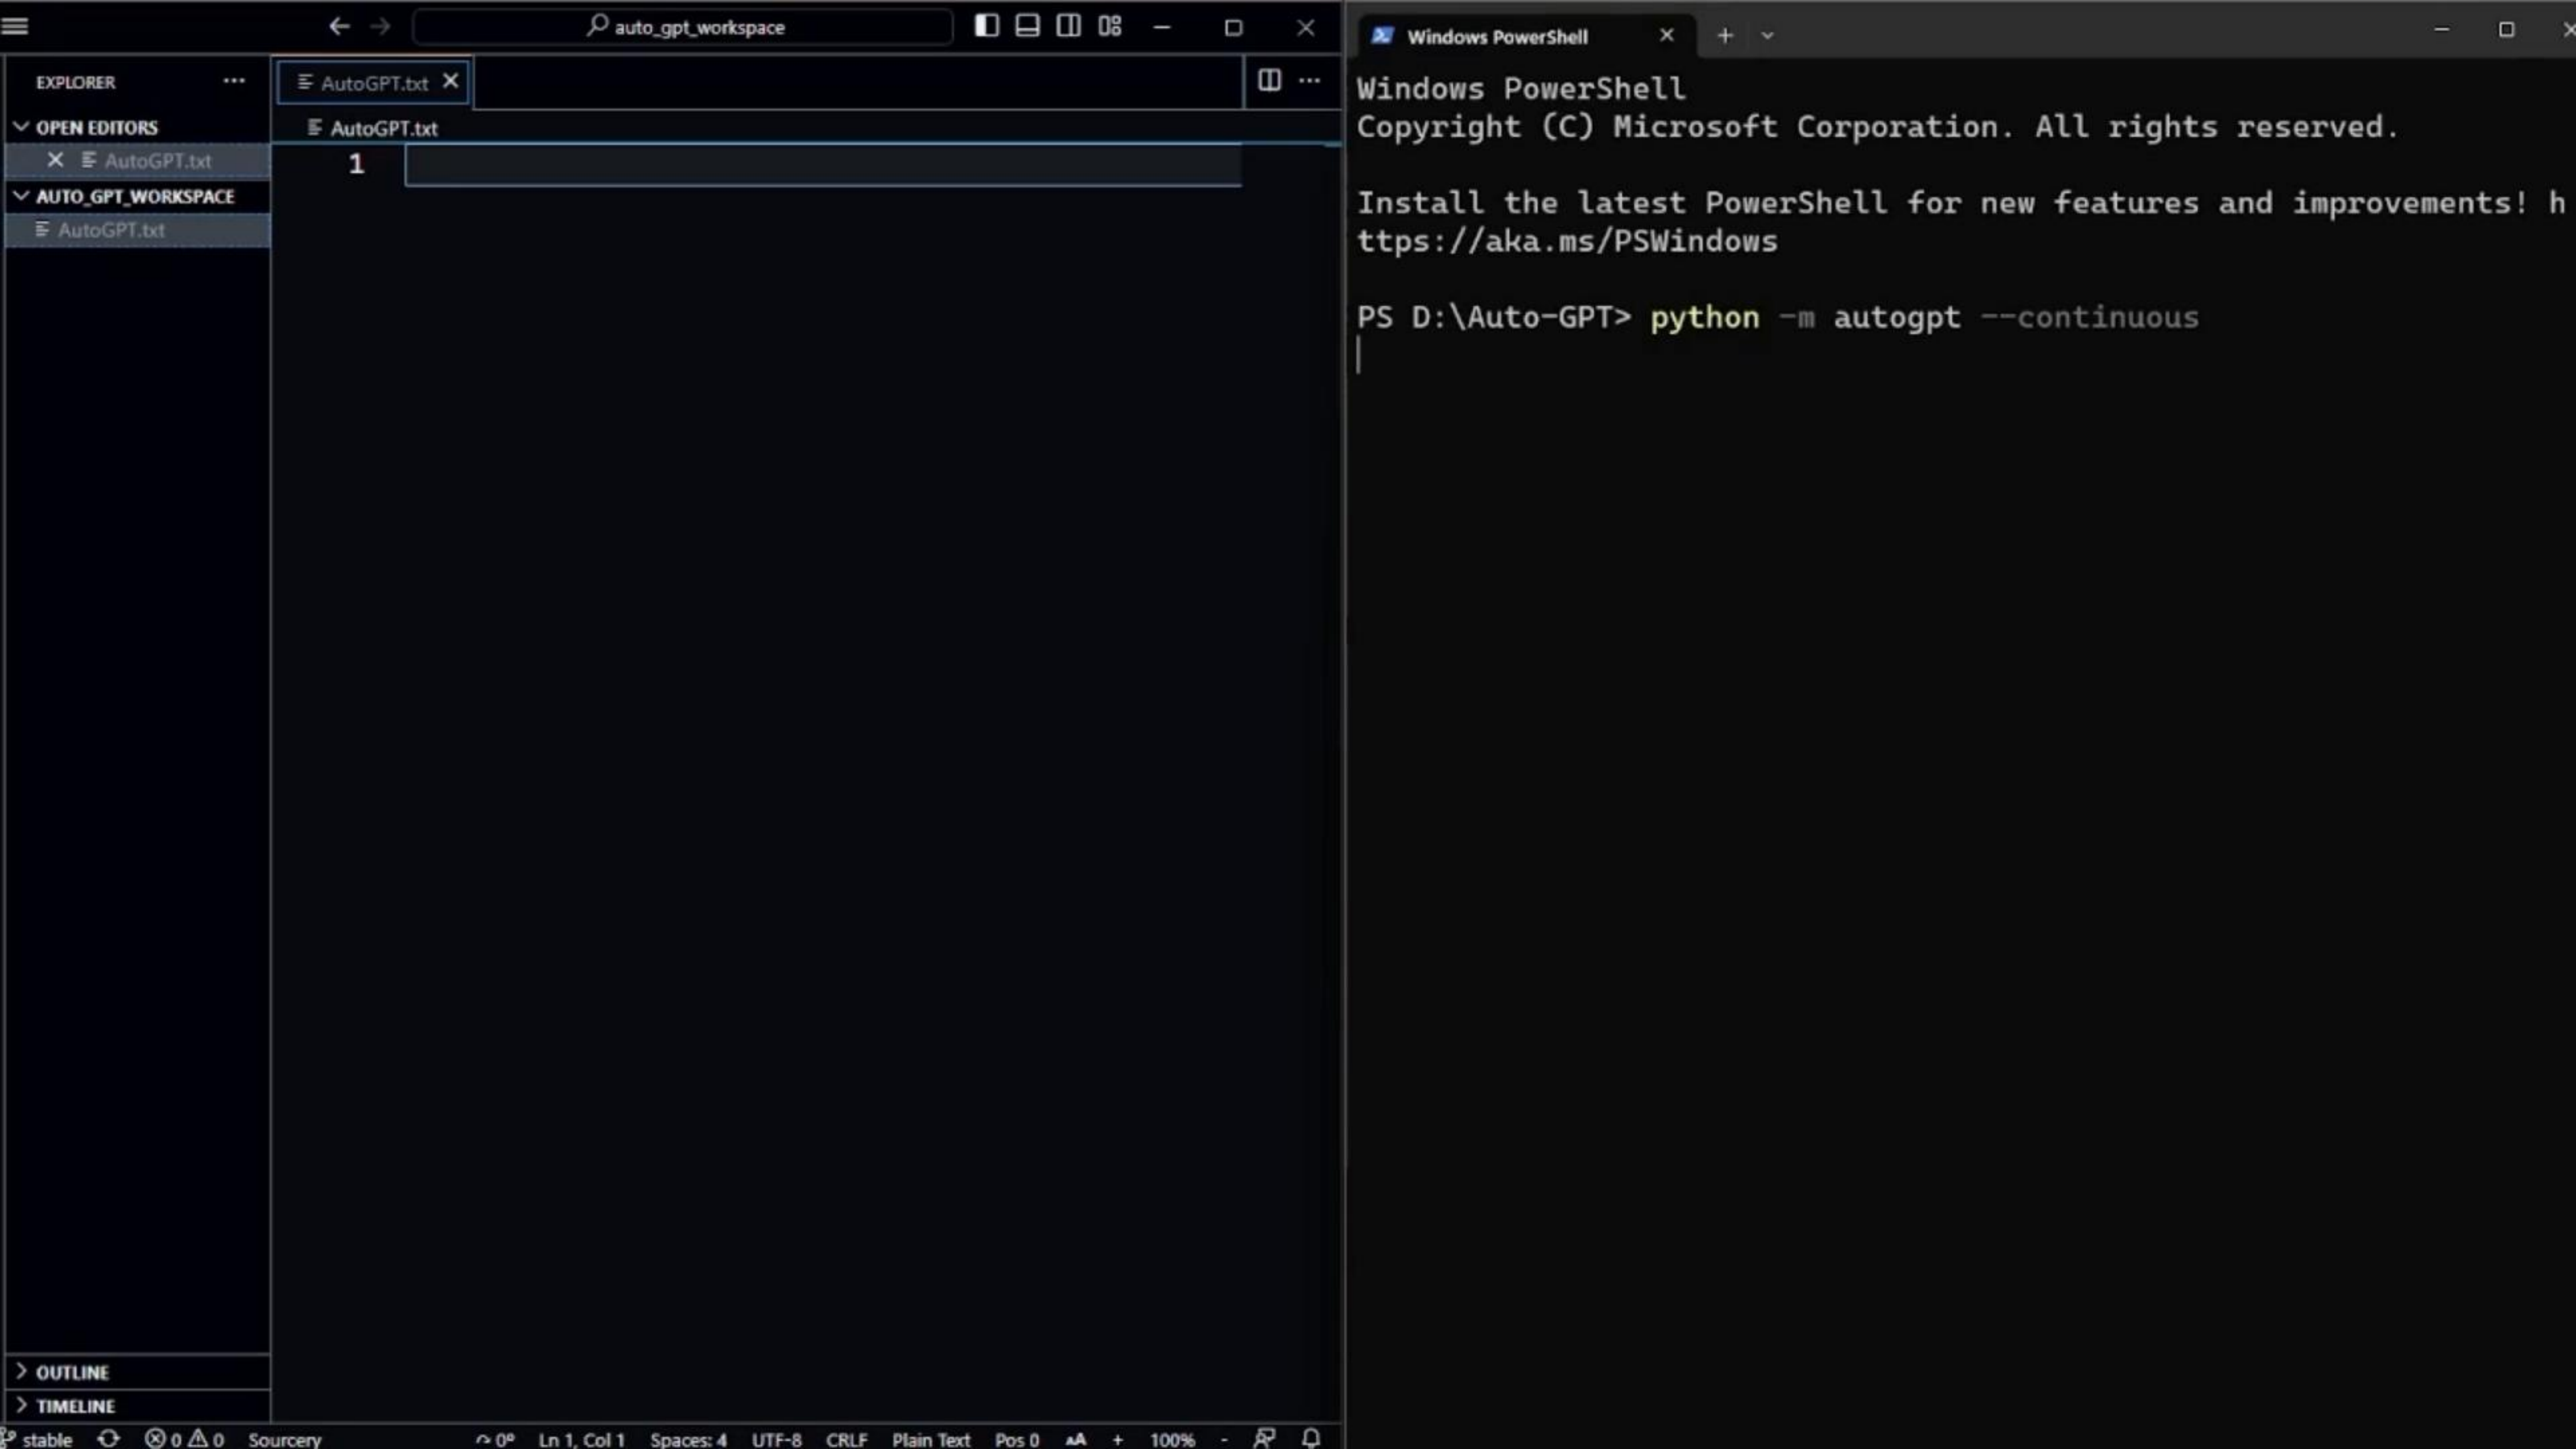 auto_gpt_workspace
EXPLORER
AutoGPT.txt
OPEN EDITORS
AutoGPT.txt
AutoGPT.txt
1
AUTO_GPT_WORKSPACE
AutoGPT.txt
OUTLINE
TIMELINE
stable 0 0 Sourcery 0º Ln 1, Col 1 Spaces: 4 UTF-8 CRLF Plain Text Pos 0 AA + 100% -
Windows PowerShell
Windows PowerShell
Copyright (C) Microsoft Corporation. All rights reserved.
Install the latest PowerShell for new features and improvements! h
ttps://aka.ms/PSWindows
PS D:\Auto-GPT> python -m autogpt --continuous